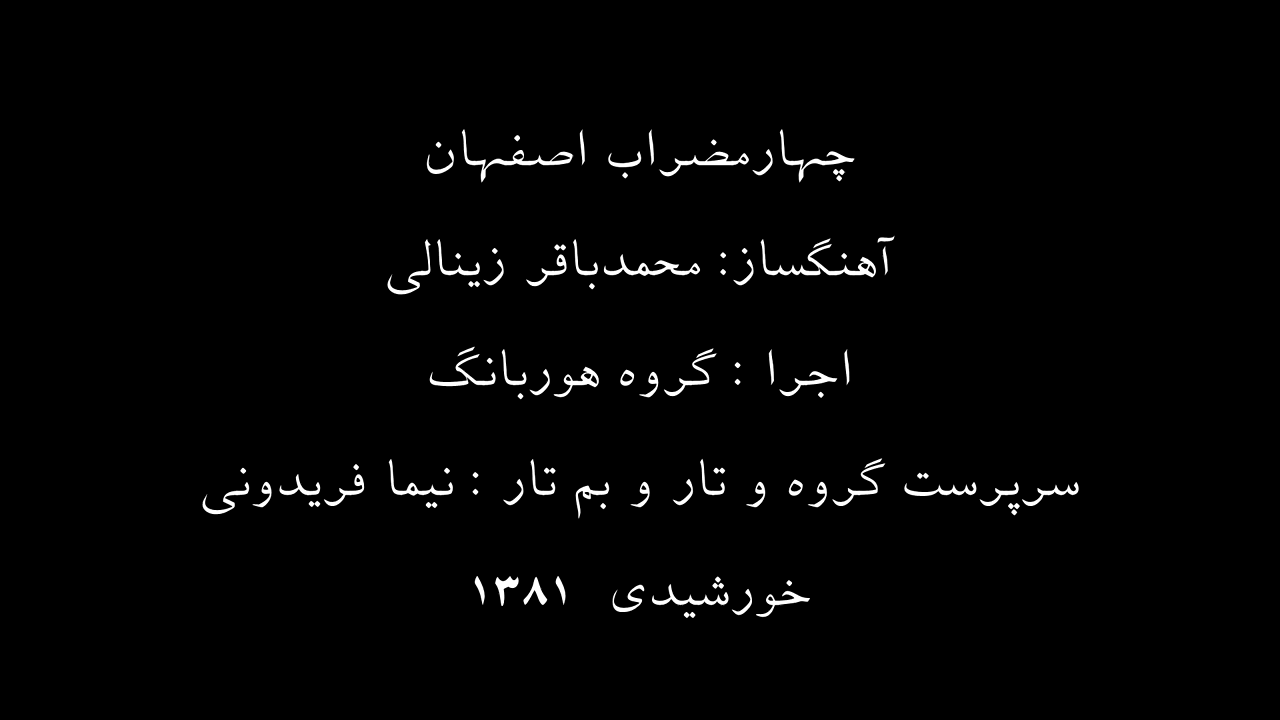 چهارمضراب اصفهان
آهنگساز: محمدباقر زینالی
اجرا : گروه هوربانگ
سرپرست گروه و تار و بم تار : نیما فریدونی
خورشیدی ۱۳۸۱